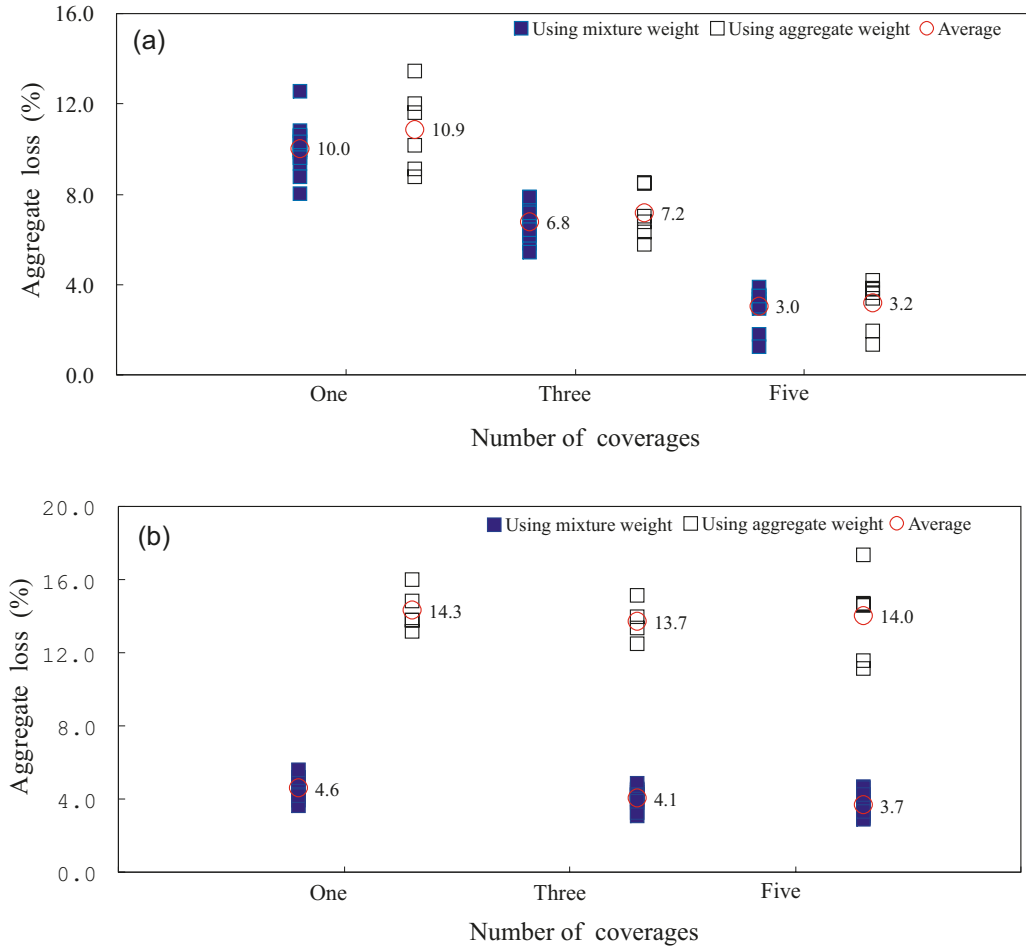 16.0
(a)
Using mixture weight Using aggregate weight Average
12.0
8.0
4.0
0.0
Aggregate loss (%)
10.0
10.9
6.8
7.2
3.0
3.2
One Three Five
Number of coverages
20.0
(b)
Using mixture weight Using aggregate weight Average
16.0
12.0
8.0
4.0
0.0
Aggregate loss (%)
14.3
13.7
14.0
4.6
4.1
3.7
One Three Five
Number of coverages